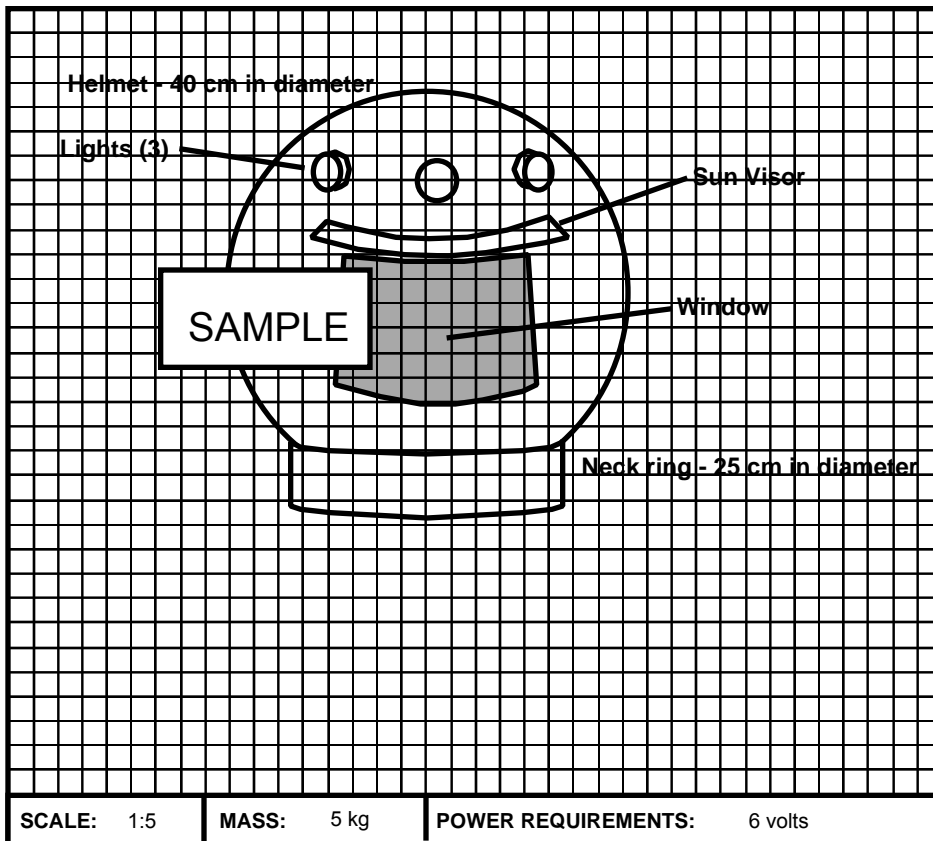 Helmet - 40 cm in diameter
Lights (3)
Sun Visor
Window
SAMPLE
Neck ring - 25 cm in diameter
SCALE: 1:5 MASS: 5 kg POWER REQUIREMENTS: 6 volts